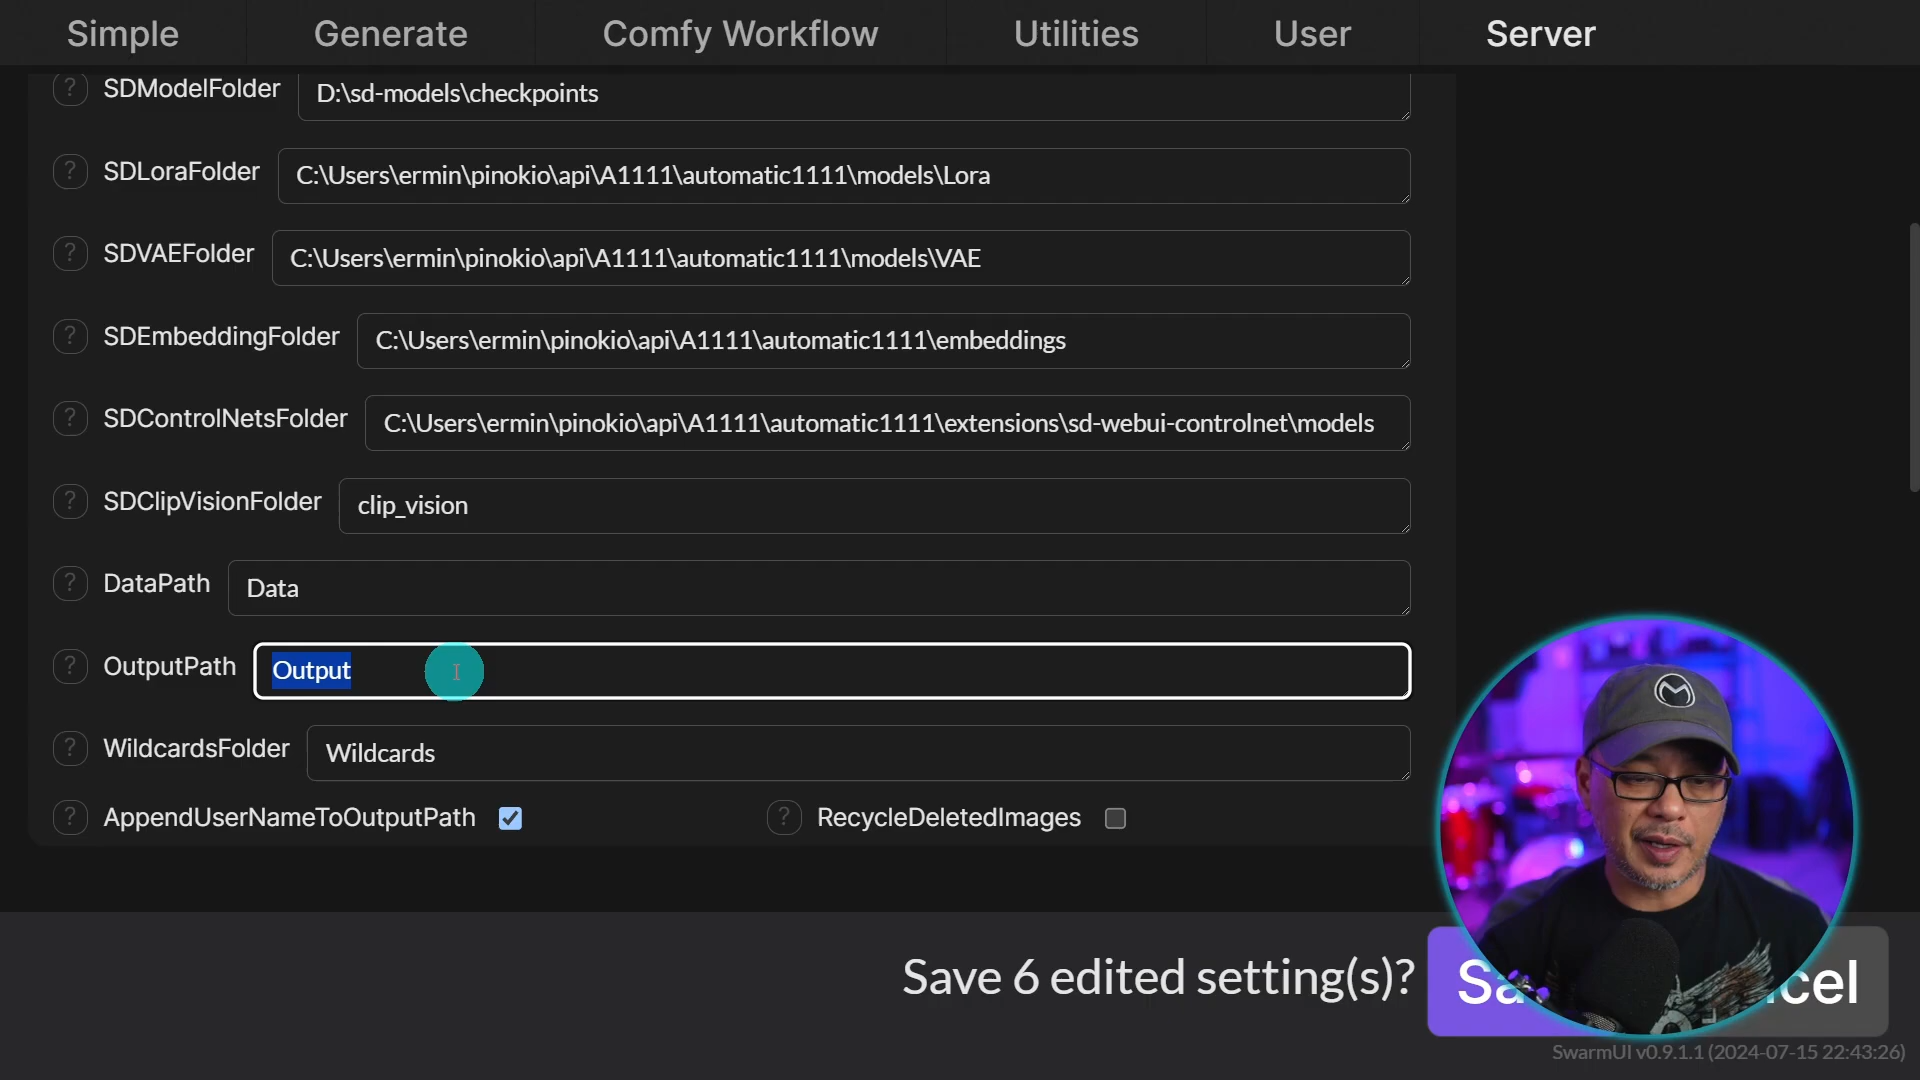 Simple Generate Comfy Workflow Utilities User Server
? SDModelFolder D:\sd-models\checkpoints
? SDLoraFolder C:\Users\ermin\pinokio\api\A1111\automatic1111\models\Lora
? SDVAEFolder C:\Users\ermin\pinokio\api\A1111\automatic1111\models\VAE
? SDEmbeddingFolder C:\Users\ermin\pinokio\api\A1111\automatic1111\embeddings
? SDControlNetsFolder C:\Users\ermin\pinokio\api\A1111\automatic1111\extensions\sd-webui-controlnet\models
? SDClipVisionFolder clip_vision
? DataPath Data
? OutputPath Output
? WildcardsFolder Wildcards
? AppendUserNameToOutputPath ? RecycleDeletedImages
Save 6 edited setting(s)?
SwarmUI v0.9.1.1 (2024-07-15 22:43:26)